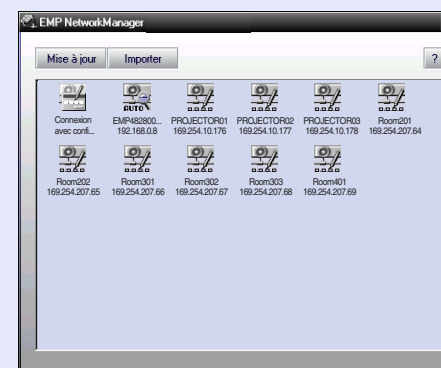 EMP NetworkManager
Mise à jour
Importer
?
Connexion avec confi...
AUTO
EMP482800... 192.168.0.8
PROJECTOR01 169.254.10.176
PROJECTOR02 169.254.10.177
PROJECTOR03 169.254.10.178
Room201 169.254.207.64
Room202 169.254.207.65
Room301 169.254.207.66
Room302 169.254.207.67
Room303 169.254.207.68
Room401 169.254.207.69